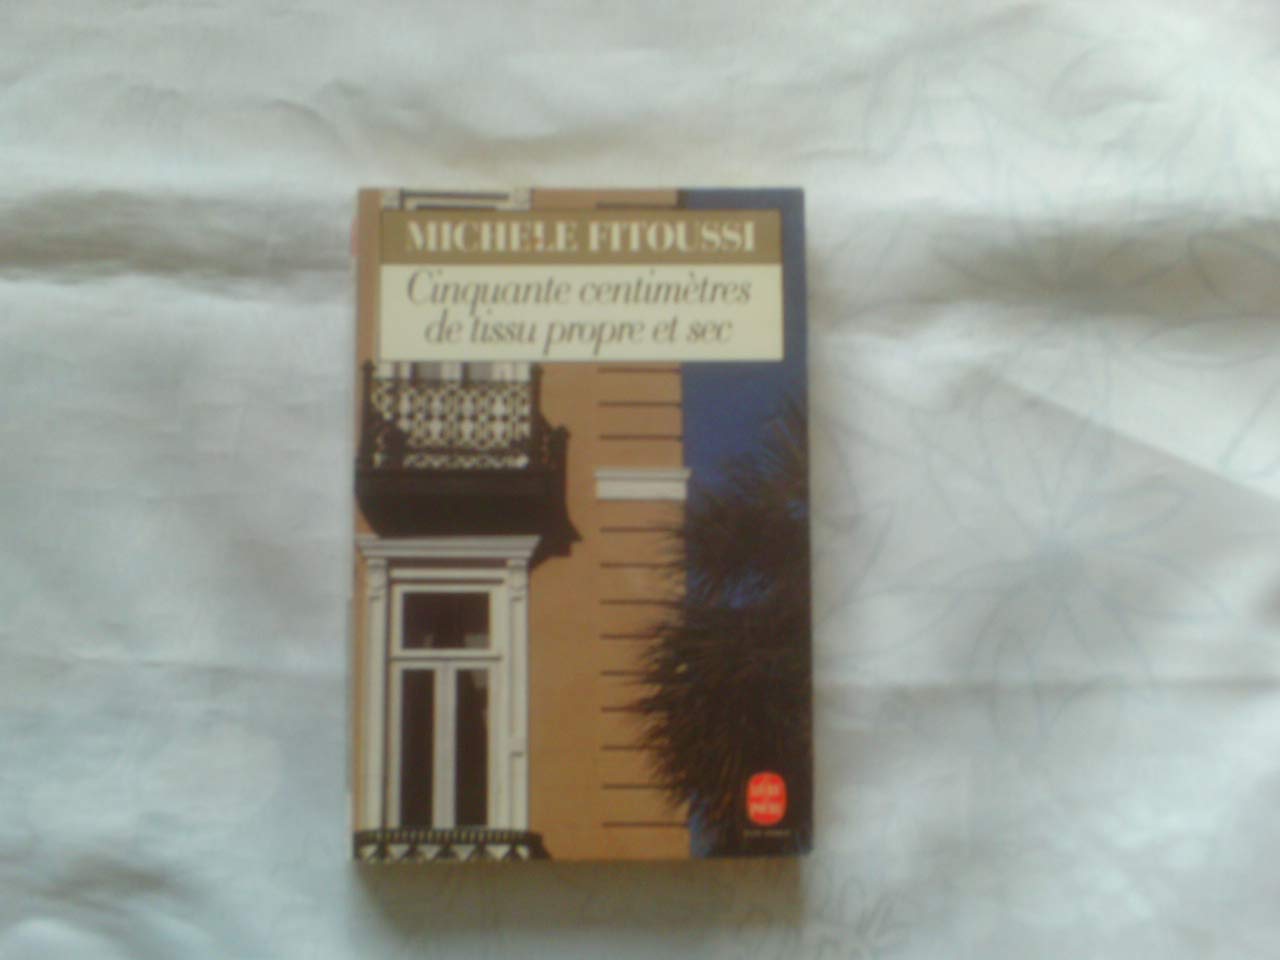 MICHELE FITOUSSI
Cinquante centimètres
de tissu propre et sec